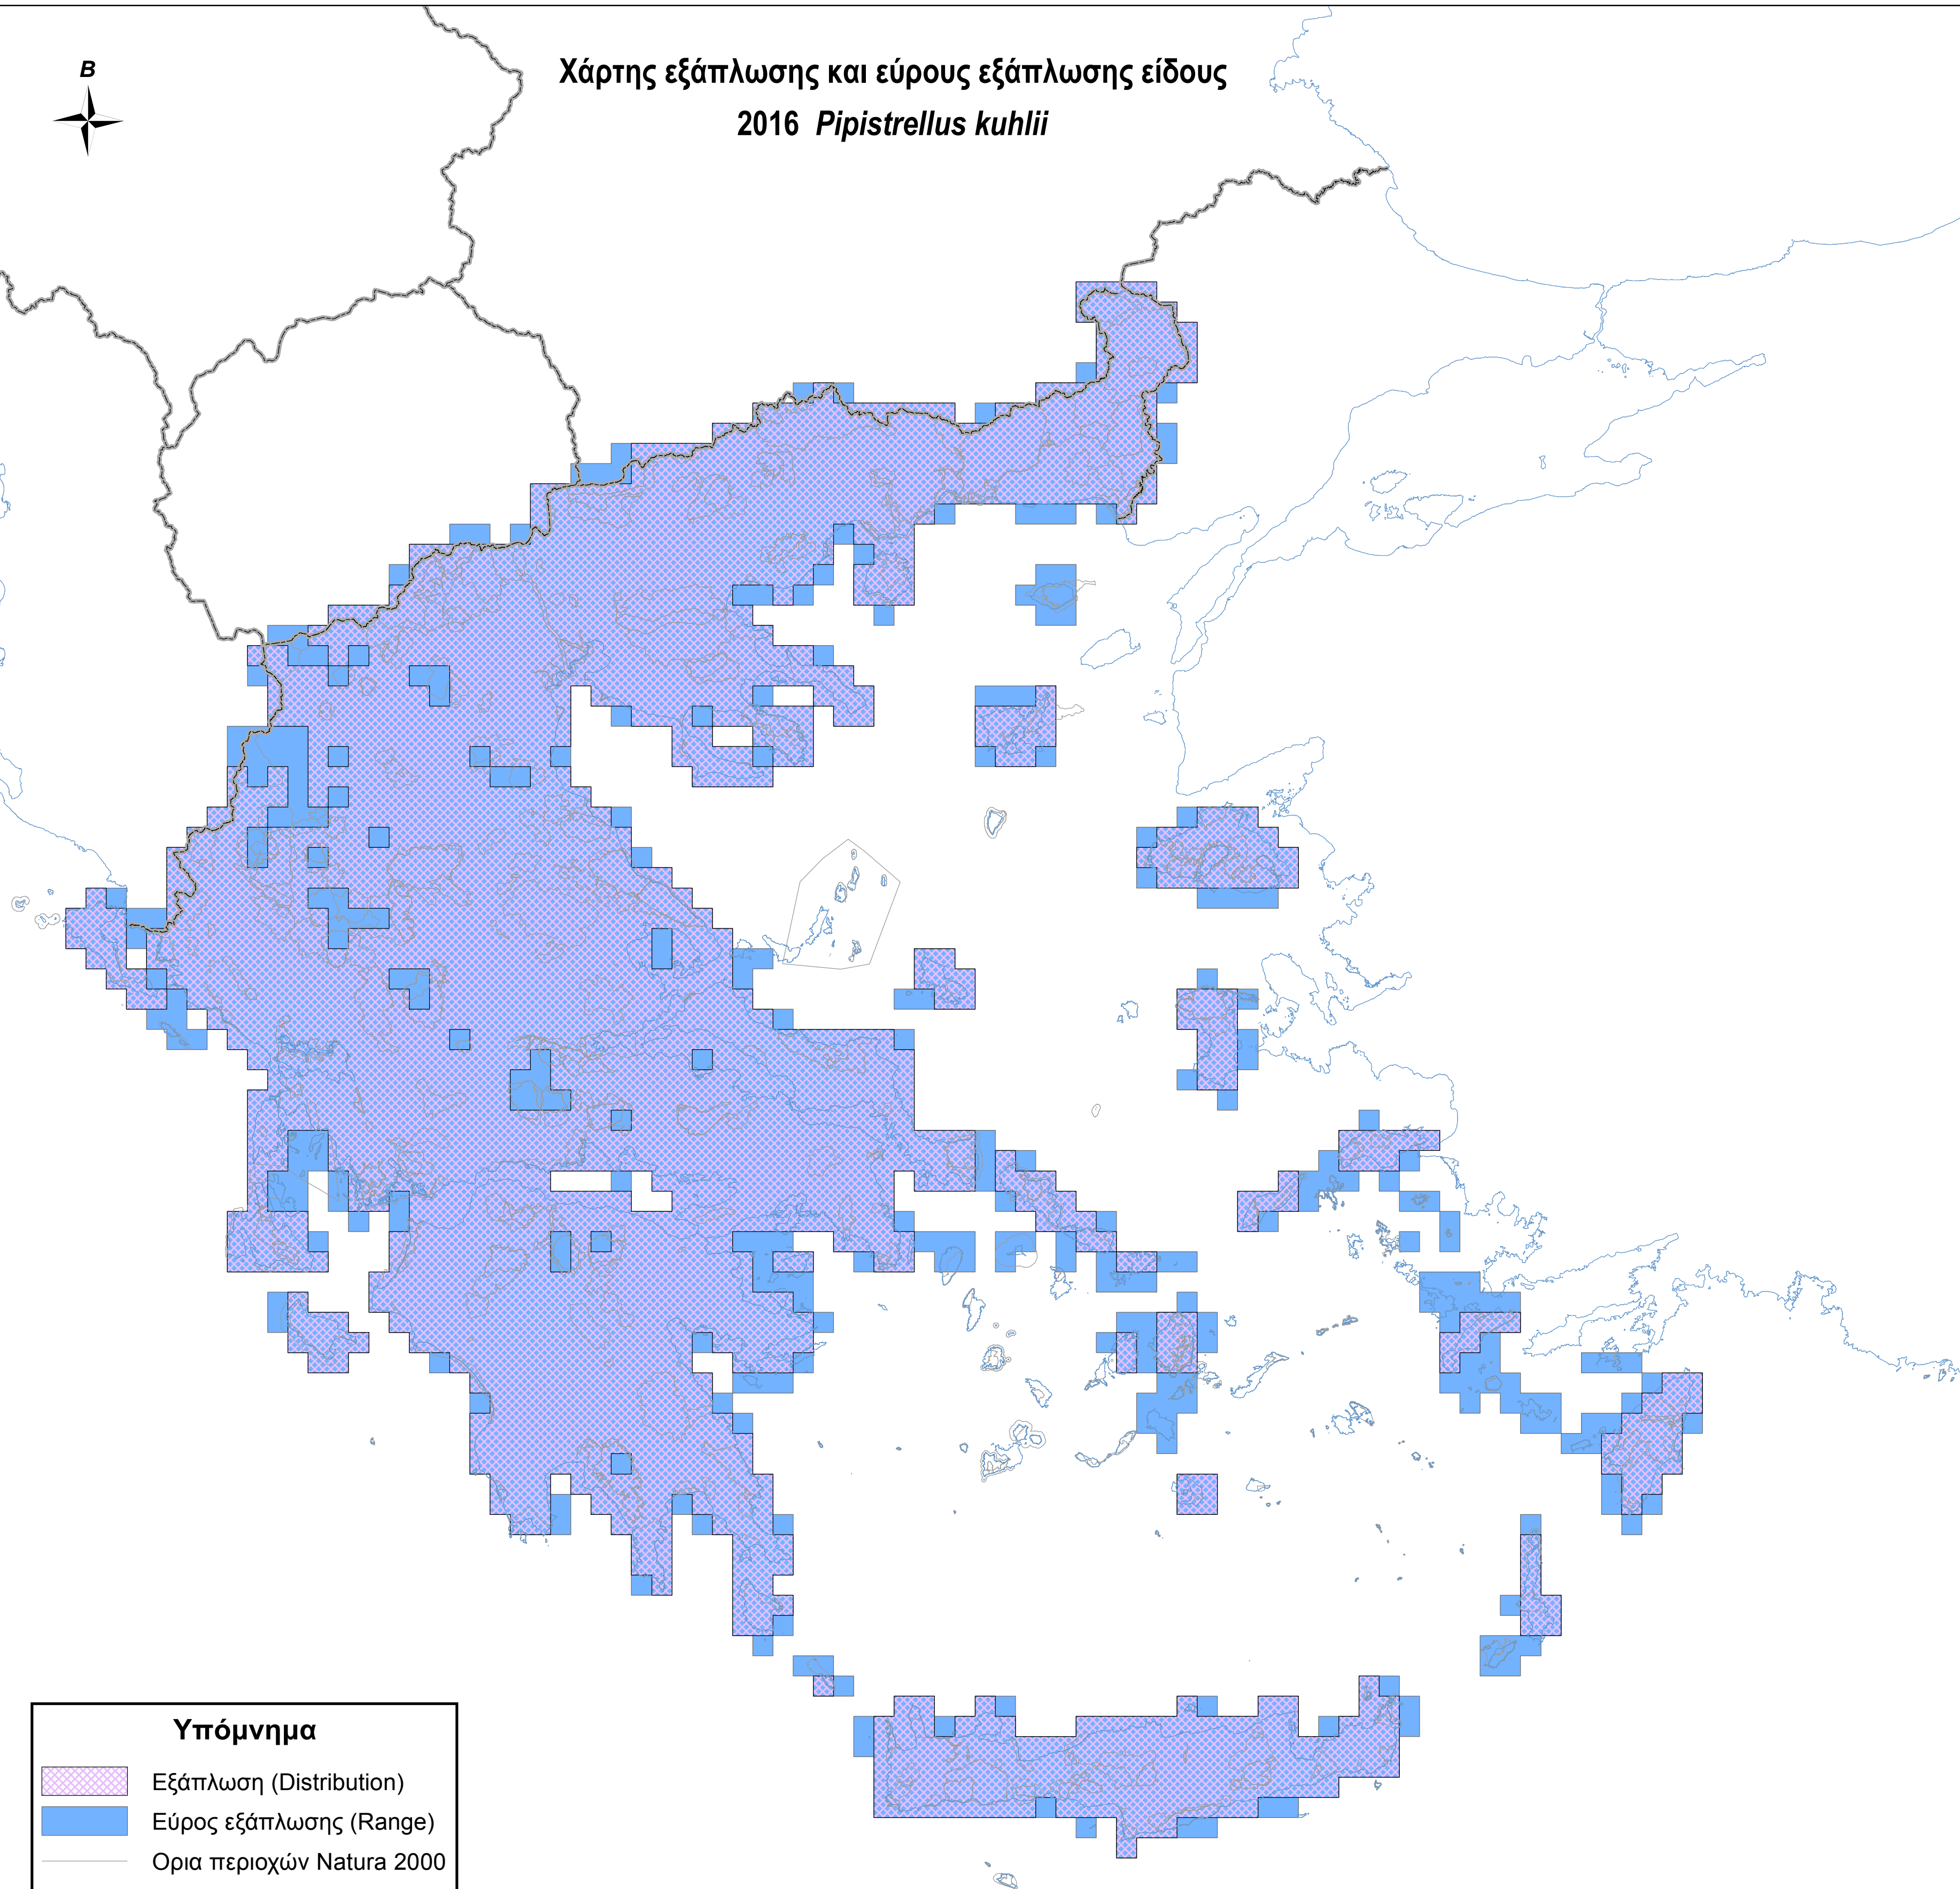 Β
Χάρτης εξάπλωσης και εύρους εξάπλωσης είδους
2016 Pipistrellus kuhlii
Υπόμνημα
Εξάπλωση (Distribution)
Εύρος εξάπλωσης (Range)
Ορια περιοχών Natura 2000